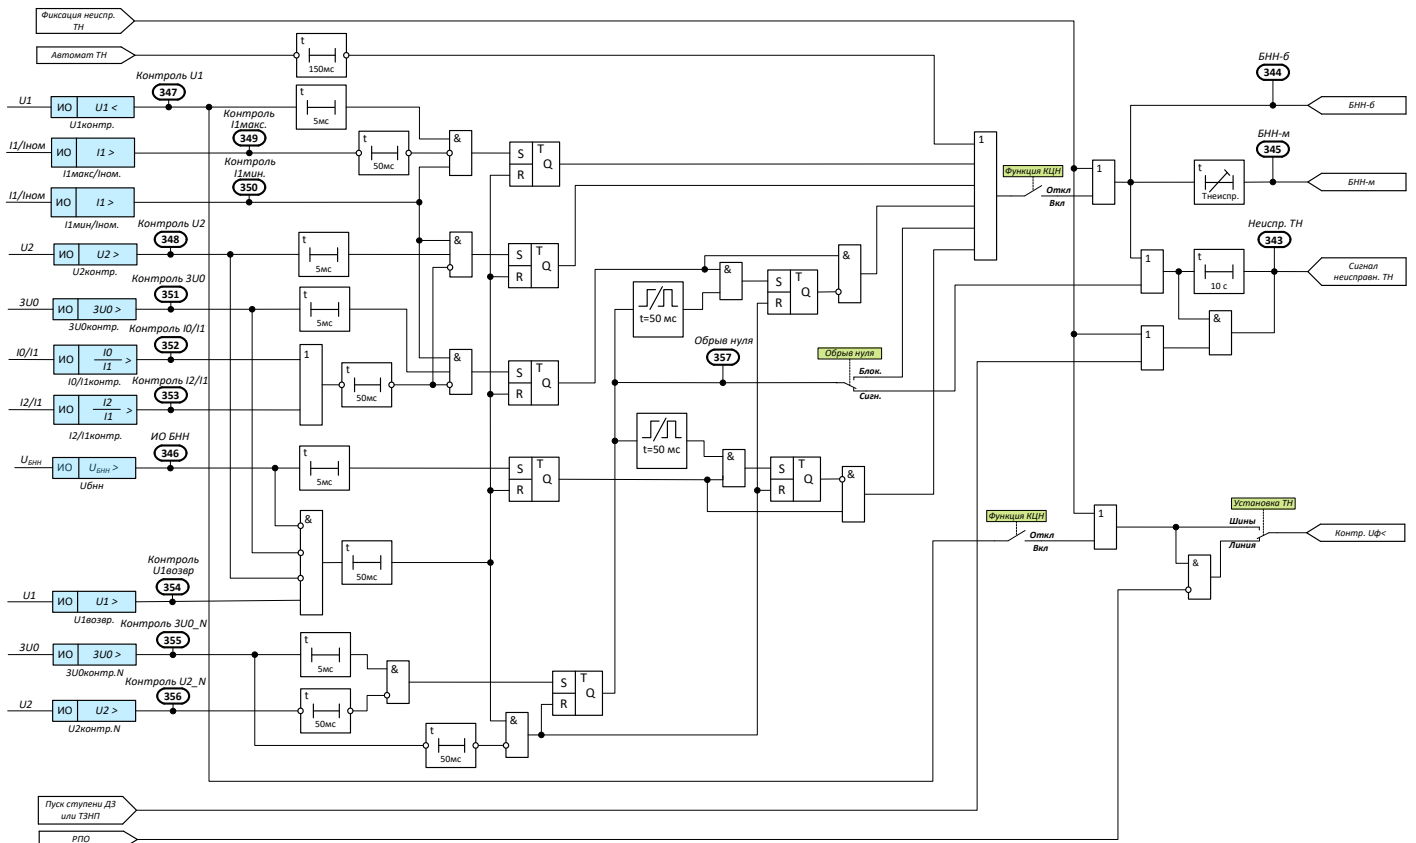 Фиксация неиспр.
ТН
Автомат ТН
t
150мс
Контроль U1
347
U1
ИО
U1 <
U1контр.
t
5мс
Контроль
I1макс.
349
I1/Iном
ИО
I1 >
I1макс/Iном.
t
50мс
&
S
T
R
Q
Контроль
I1мин.
350
I1/Iном
ИО
I1 >
I1мин/Iном.
Контроль U2
348
U2
ИО
U2 >
U2контр.
t
5мс
&
S
T
R
Q
Контроль 3U0
351
3U0
ИО
3U0 >
3U0контр.
t
5мс
Контроль I0/I1
352
I0/I1
ИО
I0
I1
>
I0/I1контр.
1
t
50мс
&
S
T
R
Q
Контроль I2/I1
353
I2/I1
ИО
I2
I1
>
I2/I1контр.
ИО БНН
346
UБНН
ИО
UБНН >
Uбнн
t
5мс
S
T
R
Q
&
t
50мс
Контроль
U1возвр
354
U1
ИО
U1 >
U1возвр.
Контроль 3U0_N
355
3U0
ИО
3U0 >
3U0контр.N
t
5мс
&
Контроль U2_N
356
U2
ИО
U2 >
U2контр.N
t
50мс
t
50мс
&
S
T
R
Q
t=50 мс
&
S
T
R
Q
&
Обрыв нуля
357
Обрыв нуля
Блок.
Сигн.
t=50 мс
&
S
T
R
Q
&
1
Функция КЦН
Откл
Вкл
1
БНН-б
344
БНН-б
БНН-м
345
t
Tнеиспр.
БНН-м
Неиспр. ТН
343
1
t
10 с
Сигнал
неисправн. ТН
&
1
Функция КЦН
Откл
Вкл
1
Установка ТН
Шины
Линия
&
Контр. Uф<
Пуск ступени ДЗ
или ТЗНП
РПО